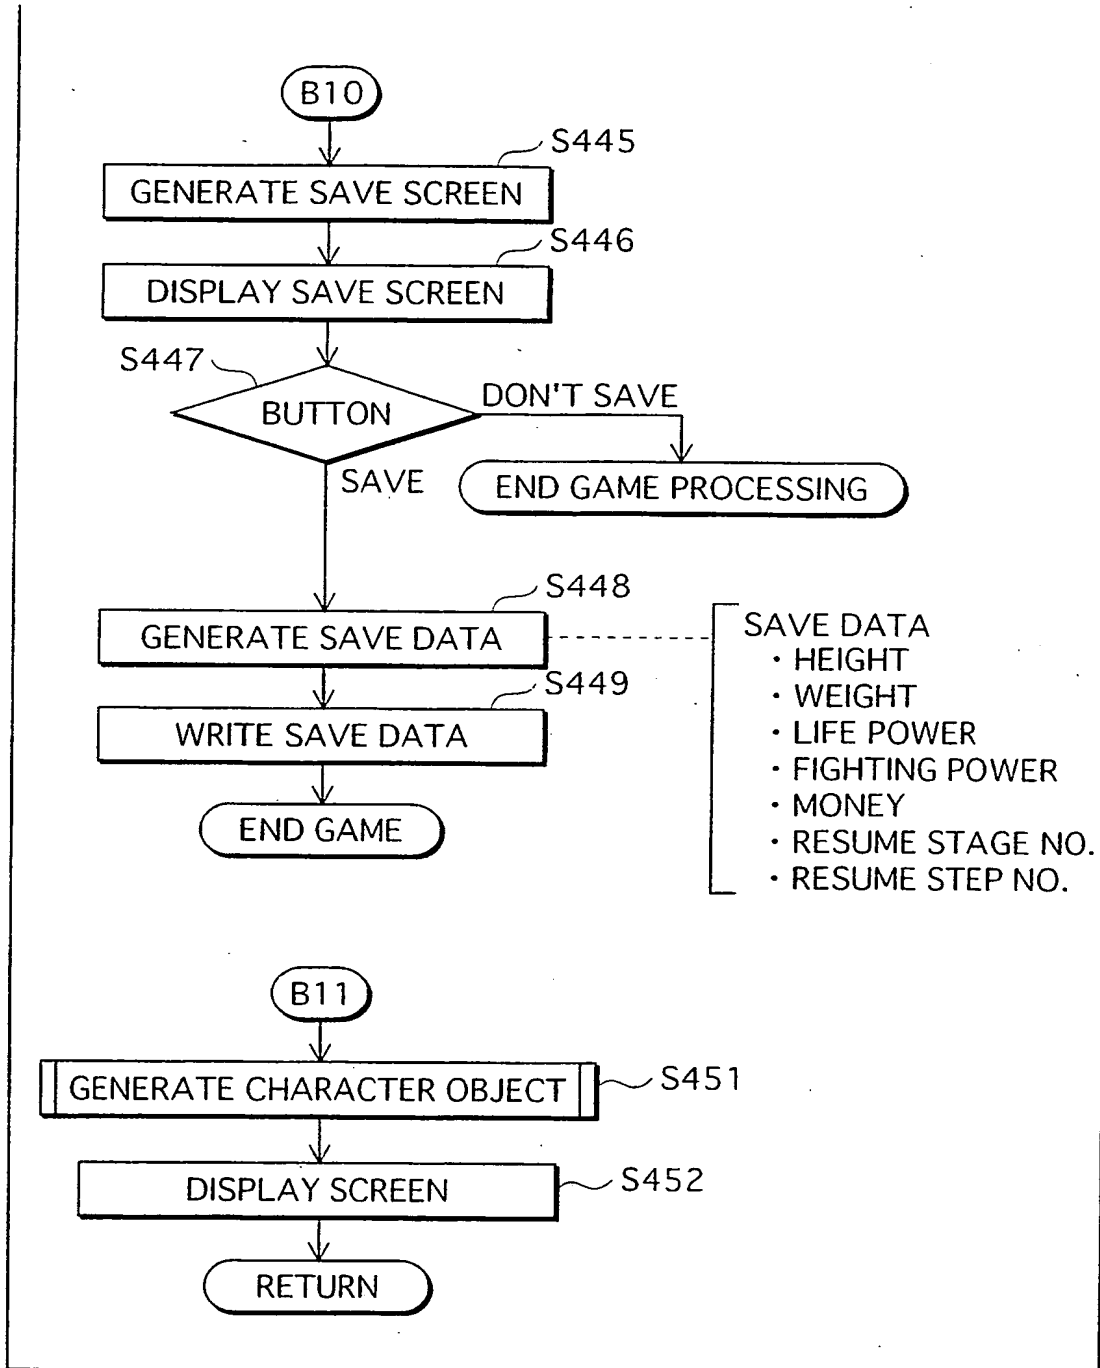 B10
S445
GENERATE SAVE SCREEN
S446
DISPLAY SAVE SCREEN
S447
BUTTON
DON'T SAVE
SAVE
END GAME PROCESSING
S448
GENERATE SAVE DATA
SAVE DATA
· HEIGHT
· WEIGHT
· LIFE POWER
· FIGHTING POWER
· MONEY
· RESUME STAGE NO.
· RESUME STEP NO.
S449
WRITE SAVE DATA
END GAME
B11
GENERATE CHARACTER OBJECT
S451
DISPLAY SCREEN
S452
RETURN